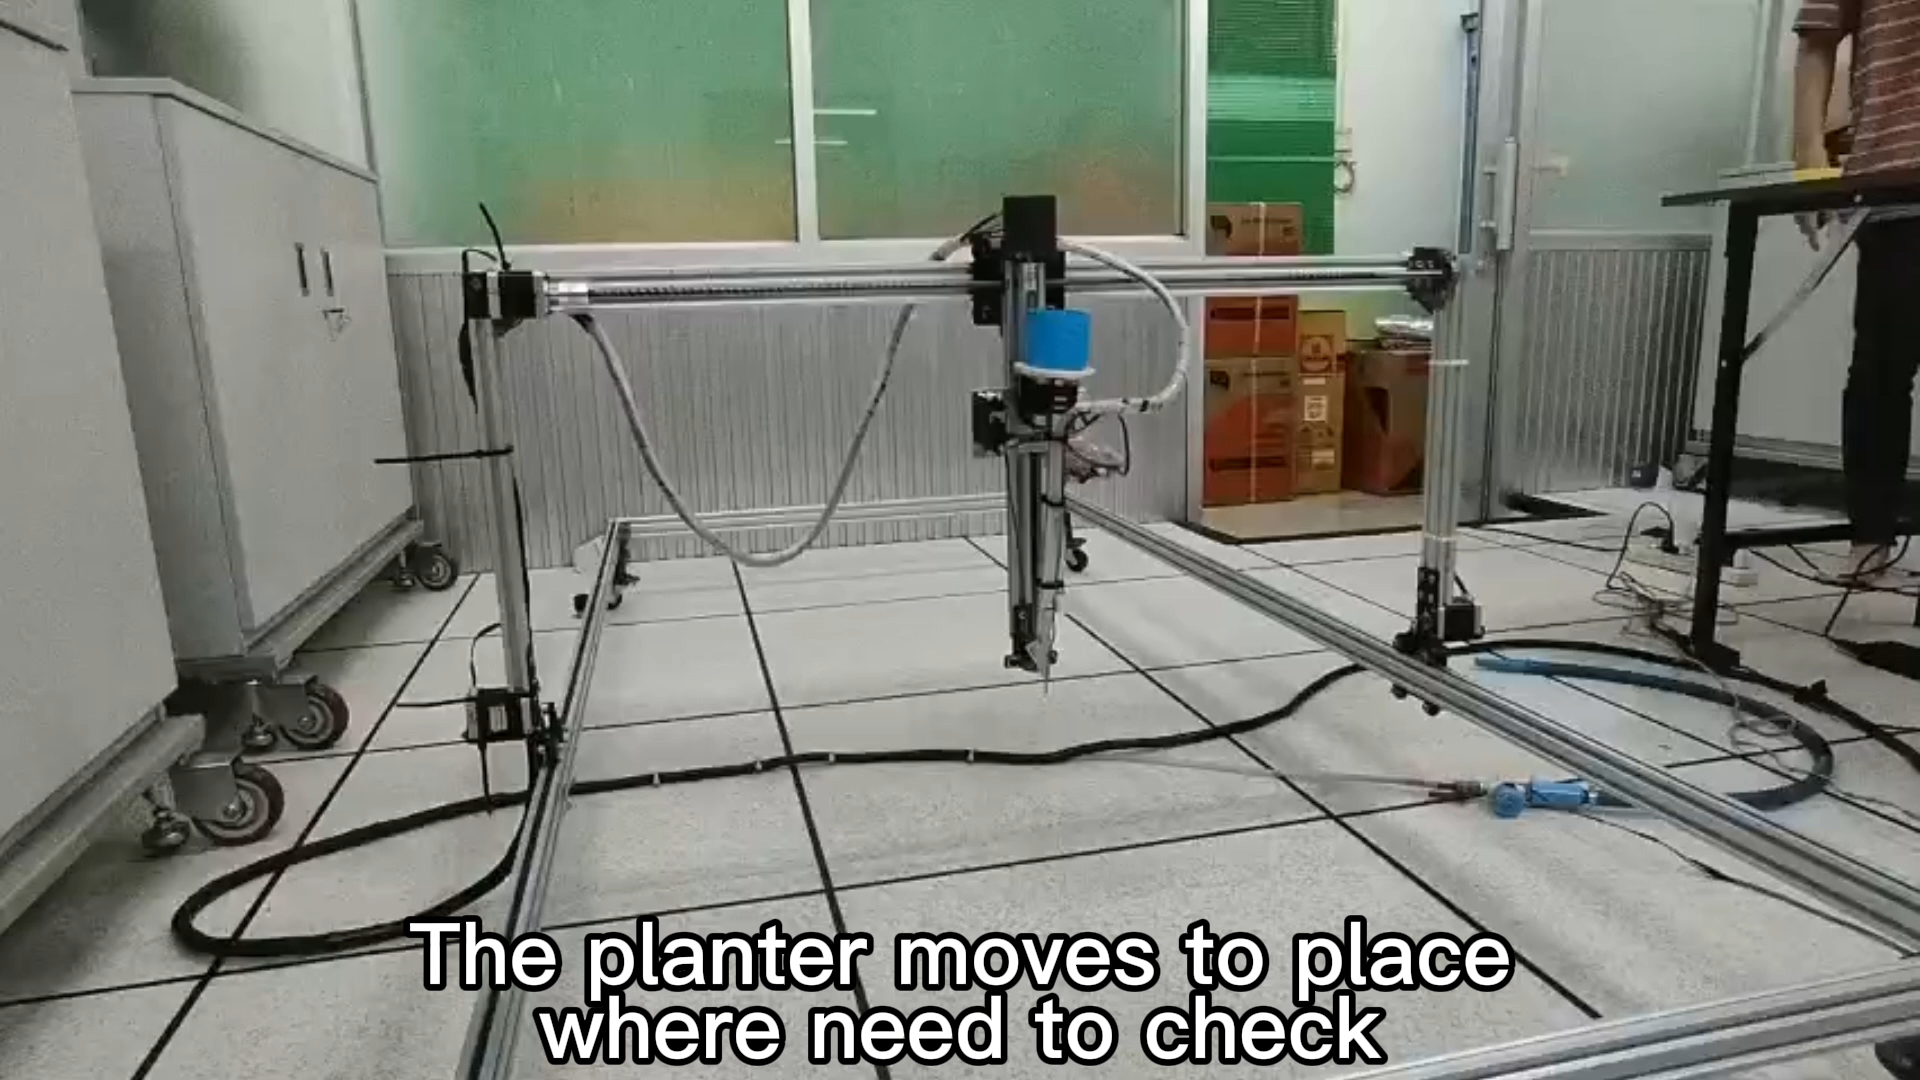 The planter moves to place
where need to check